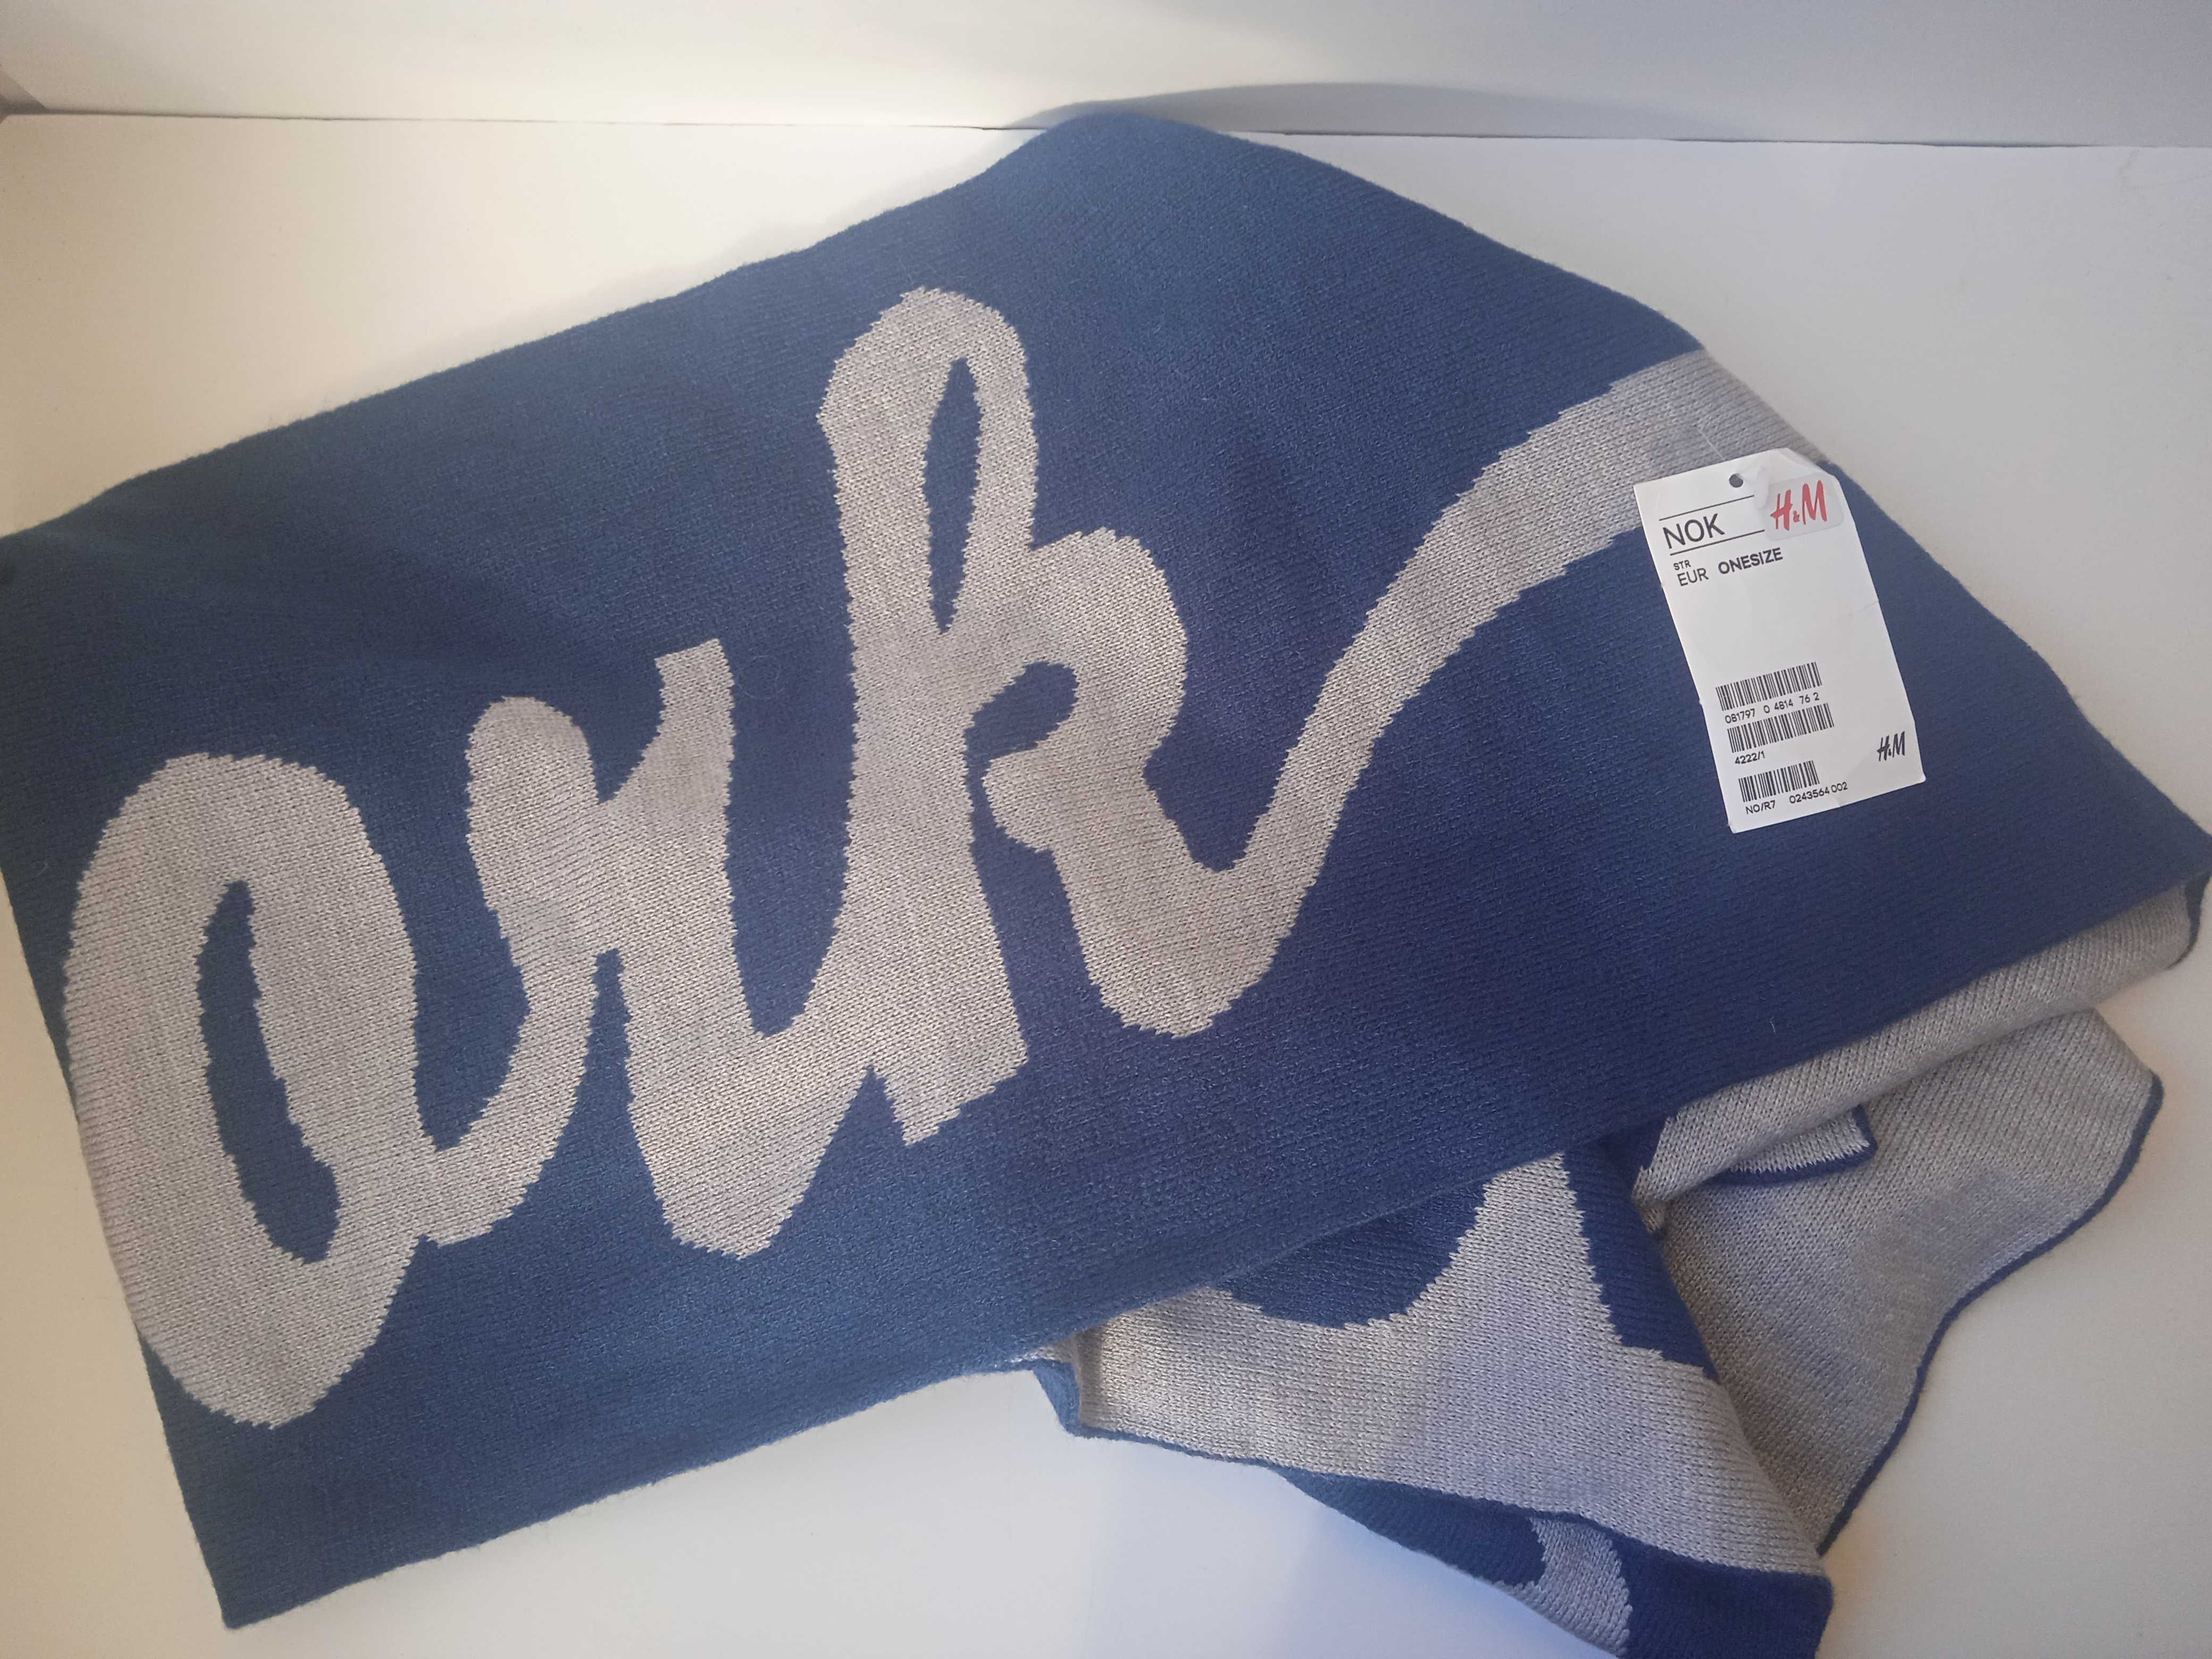 ork
NOK
H&M
STR
EUR ONESIZE
081797 0 4814 76 2
4222/1
H&M
NO/R7 0243564 002